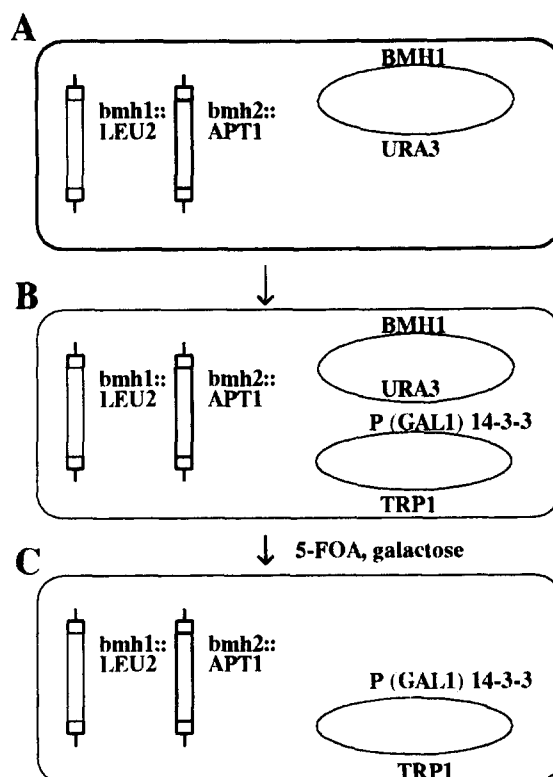 A
BMH1
bmh1:: bmh2::
LEU2 APT1
URA3
B
BMH1
bmh1:: bmh2::
LEU2 APT1
URA3
P (GAL1) 14-3-3
TRP1
5-FOA, galactose
C
bmh1:: bmh2::
LEU2 APT1
P (GAL1) 14-3-3
TRP1